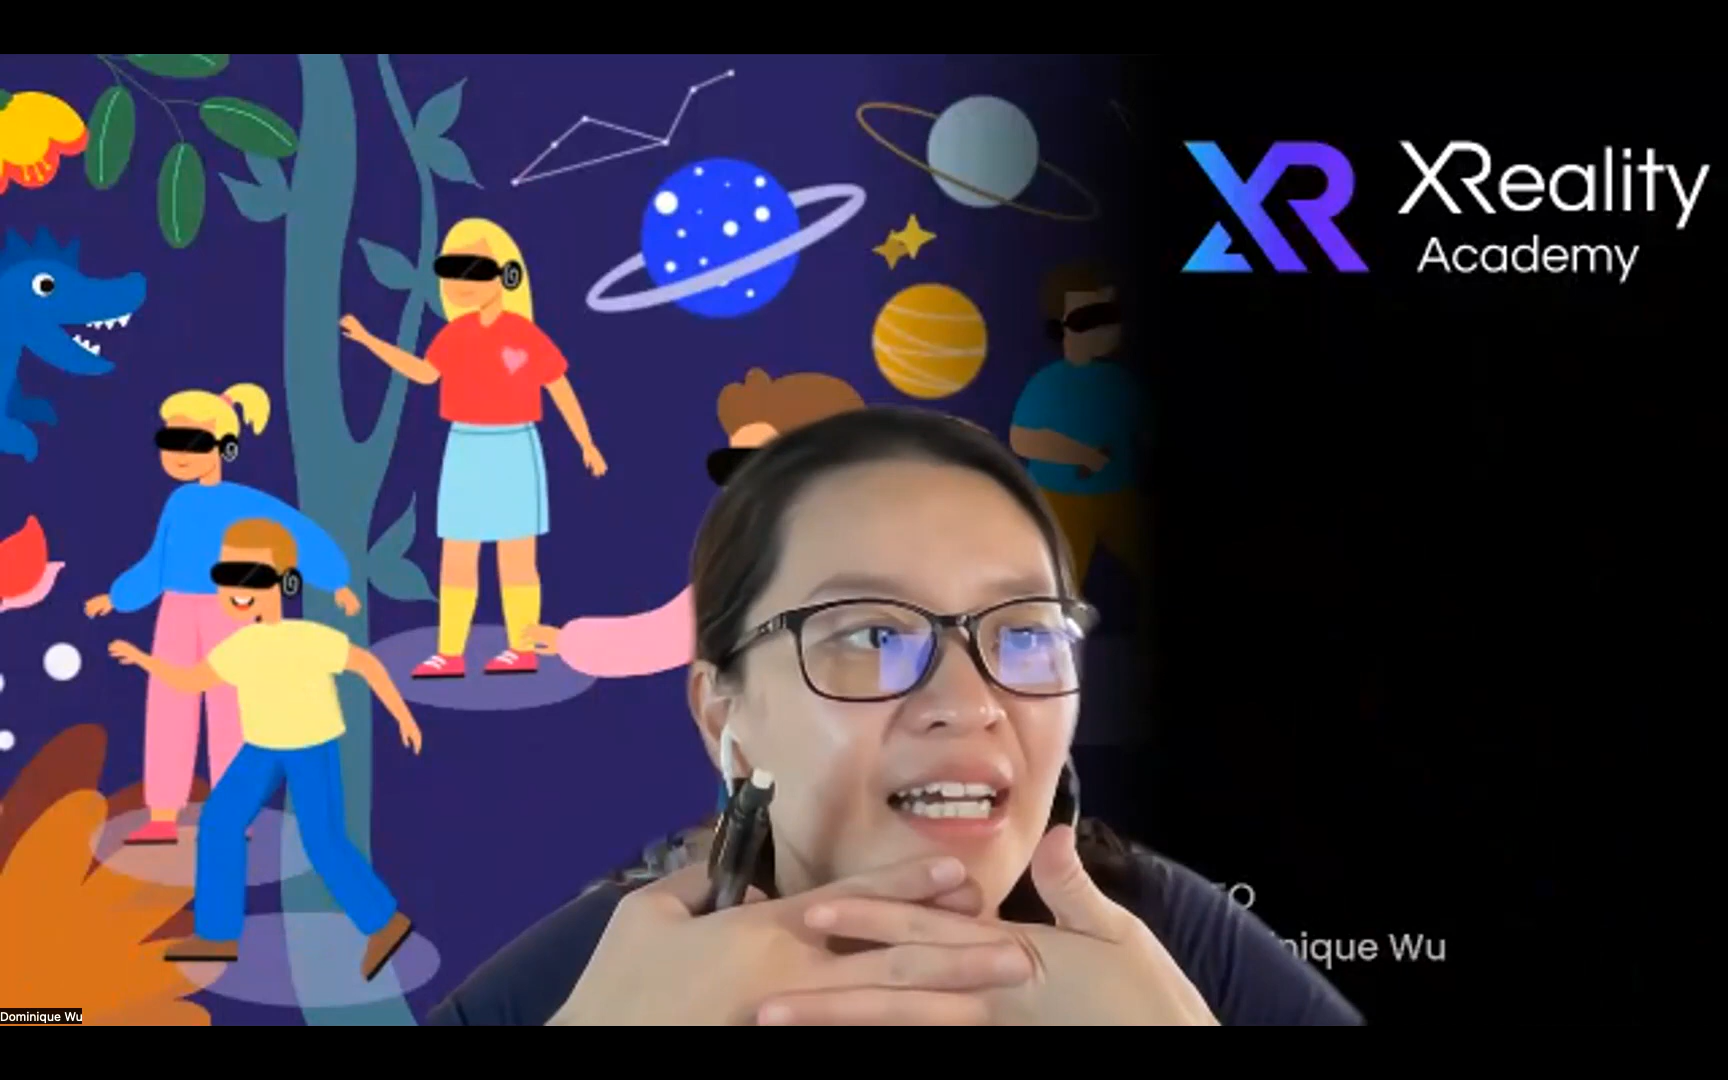 XR XReality
Academy
O
nique Wu
Dominique Wu